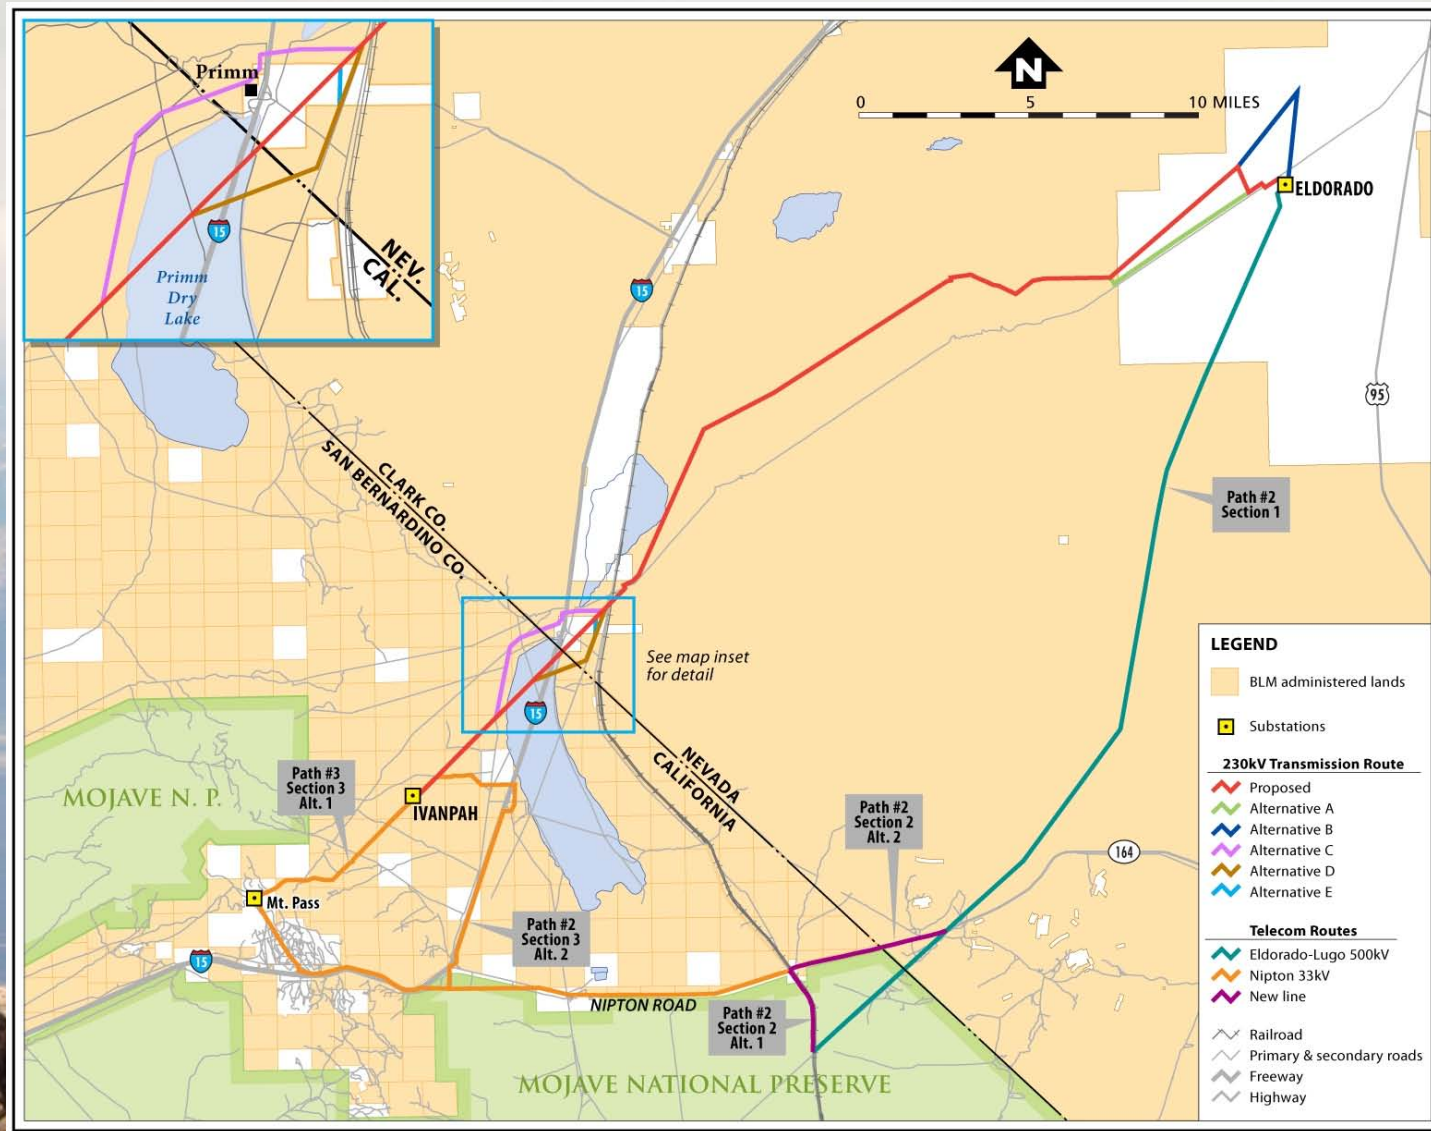 Primm
15
Primm
Dry
Lake
NEV.
CAL.
N
0 5 10 MILES
ELDORADO
15
95
CLARK CO.
SAN BERNARDINO CO.
Path #2
Section 1
See map inset
for detail
15
NEVADA
CALIFORNIA
MOJAVE N. P.
Path #3
Section 3
Alt. 1
IVANPAH
Path #2
Section 2
Alt. 2
164
Mt. Pass
Path #2
Section 3
Alt. 2
15
NIPTON ROAD
Path #2
Section 2
Alt. 1
MOJAVE NATIONAL PRESERVE
LEGEND
BLM administered lands
Substations
230kV Transmission Route
Proposed
Alternative A
Alternative B
Alternative C
Alternative D
Alternative E
Telecom Routes
Eldorado-Lugo 500kV
Nipton 33kV
New line
Railroad
Primary & secondary roads
Freeway
Highway